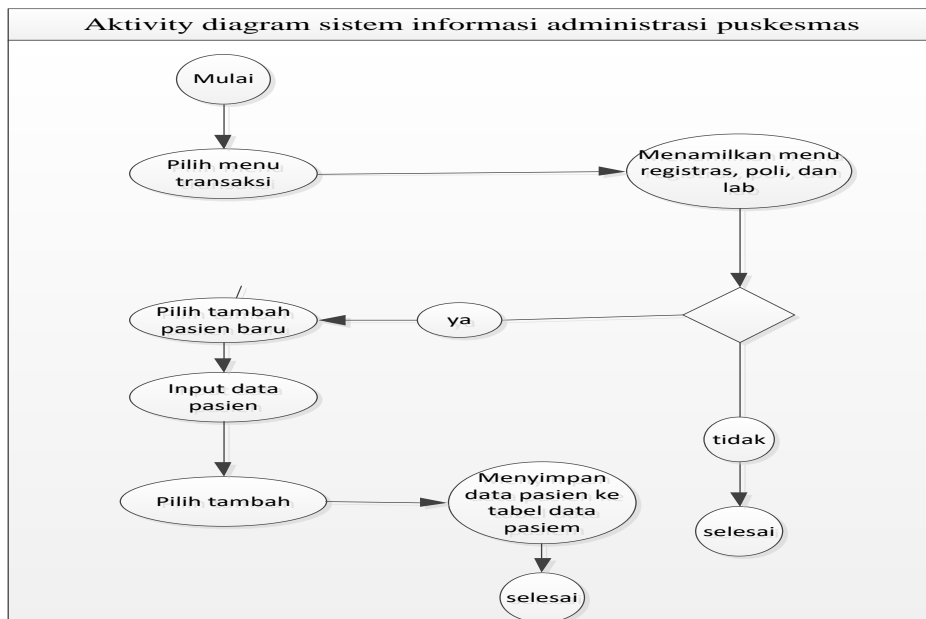 Aktivity diagram sistem informasi administrasi puskesmas
Mulai
Pilih menu
transaksi
Menamilkan menu
registras, poli, dan
lab
Pilih tambah
pasien baru
ya
Input data
pasien
tidak
Pilih tambah
Menyimpan
data pasien ke
tabel data
pasiem
selesai
selesai